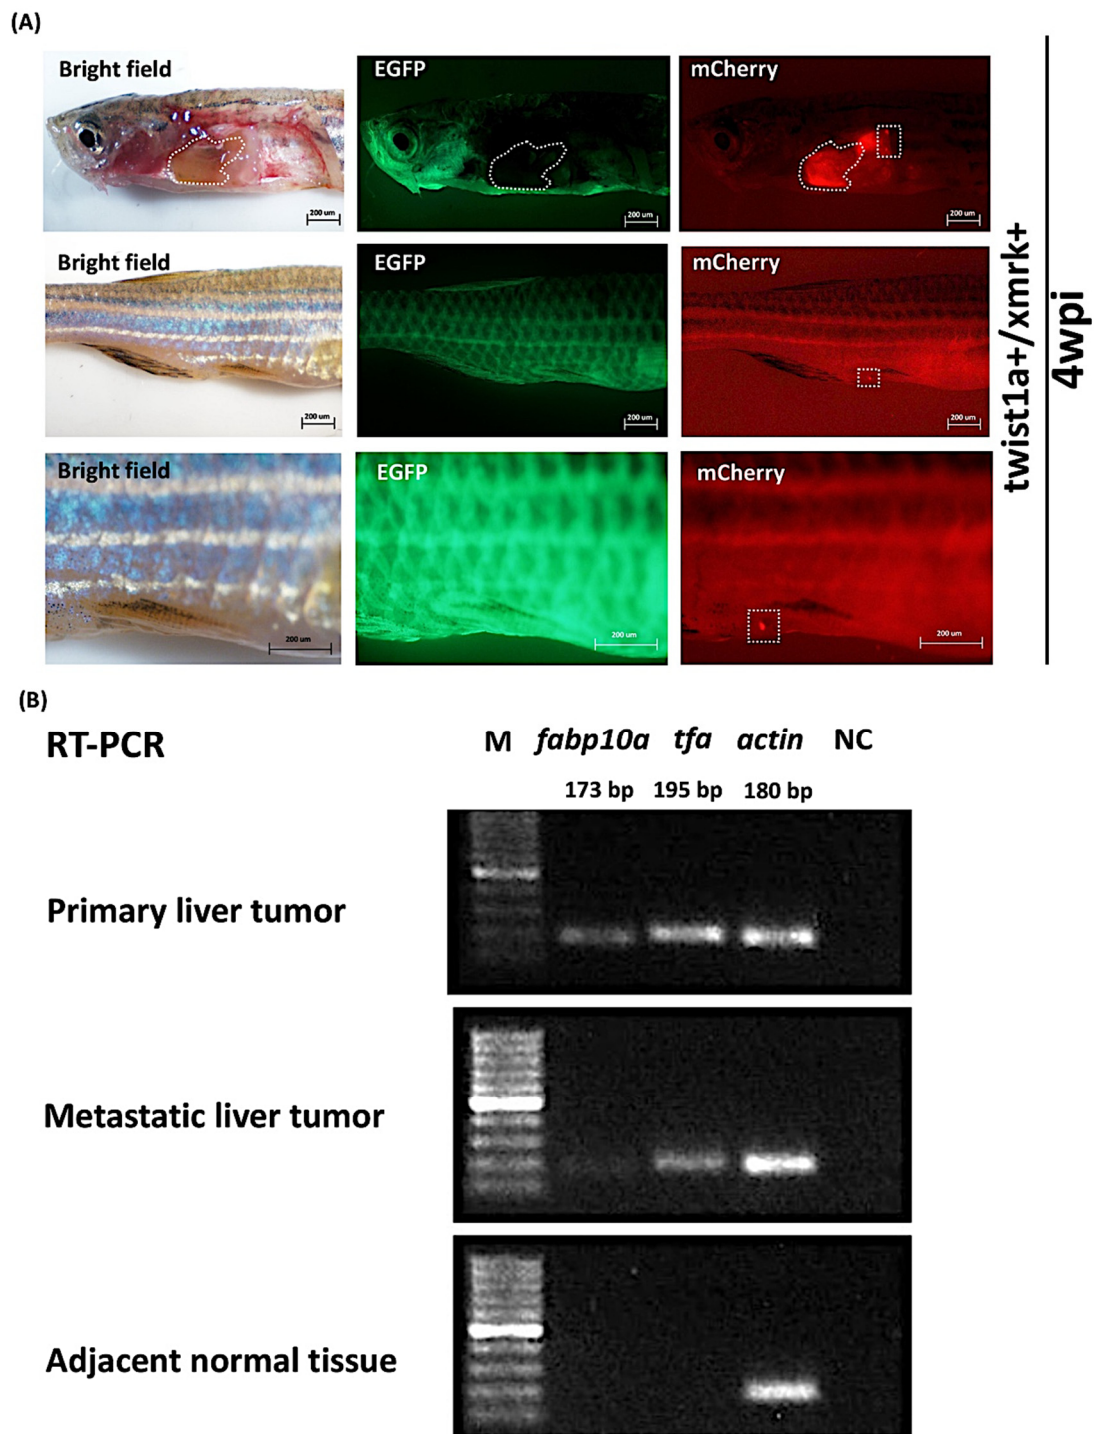 (A)
Bright field
EGFP
mCherry
200 um
200 um
200 um
Bright field
EGFP
mCherry
200 um
200 um
200 um
Bright field
EGFP
mCherry
200 um
200 um
200 um
twist1a+/xmrk+
4wpi
(B)
RT-PCR
M fabp10a tfa actin NC
173 bp 195 bp 180 bp
Primary liver tumor
Metastatic liver tumor
Adjacent normal tissue